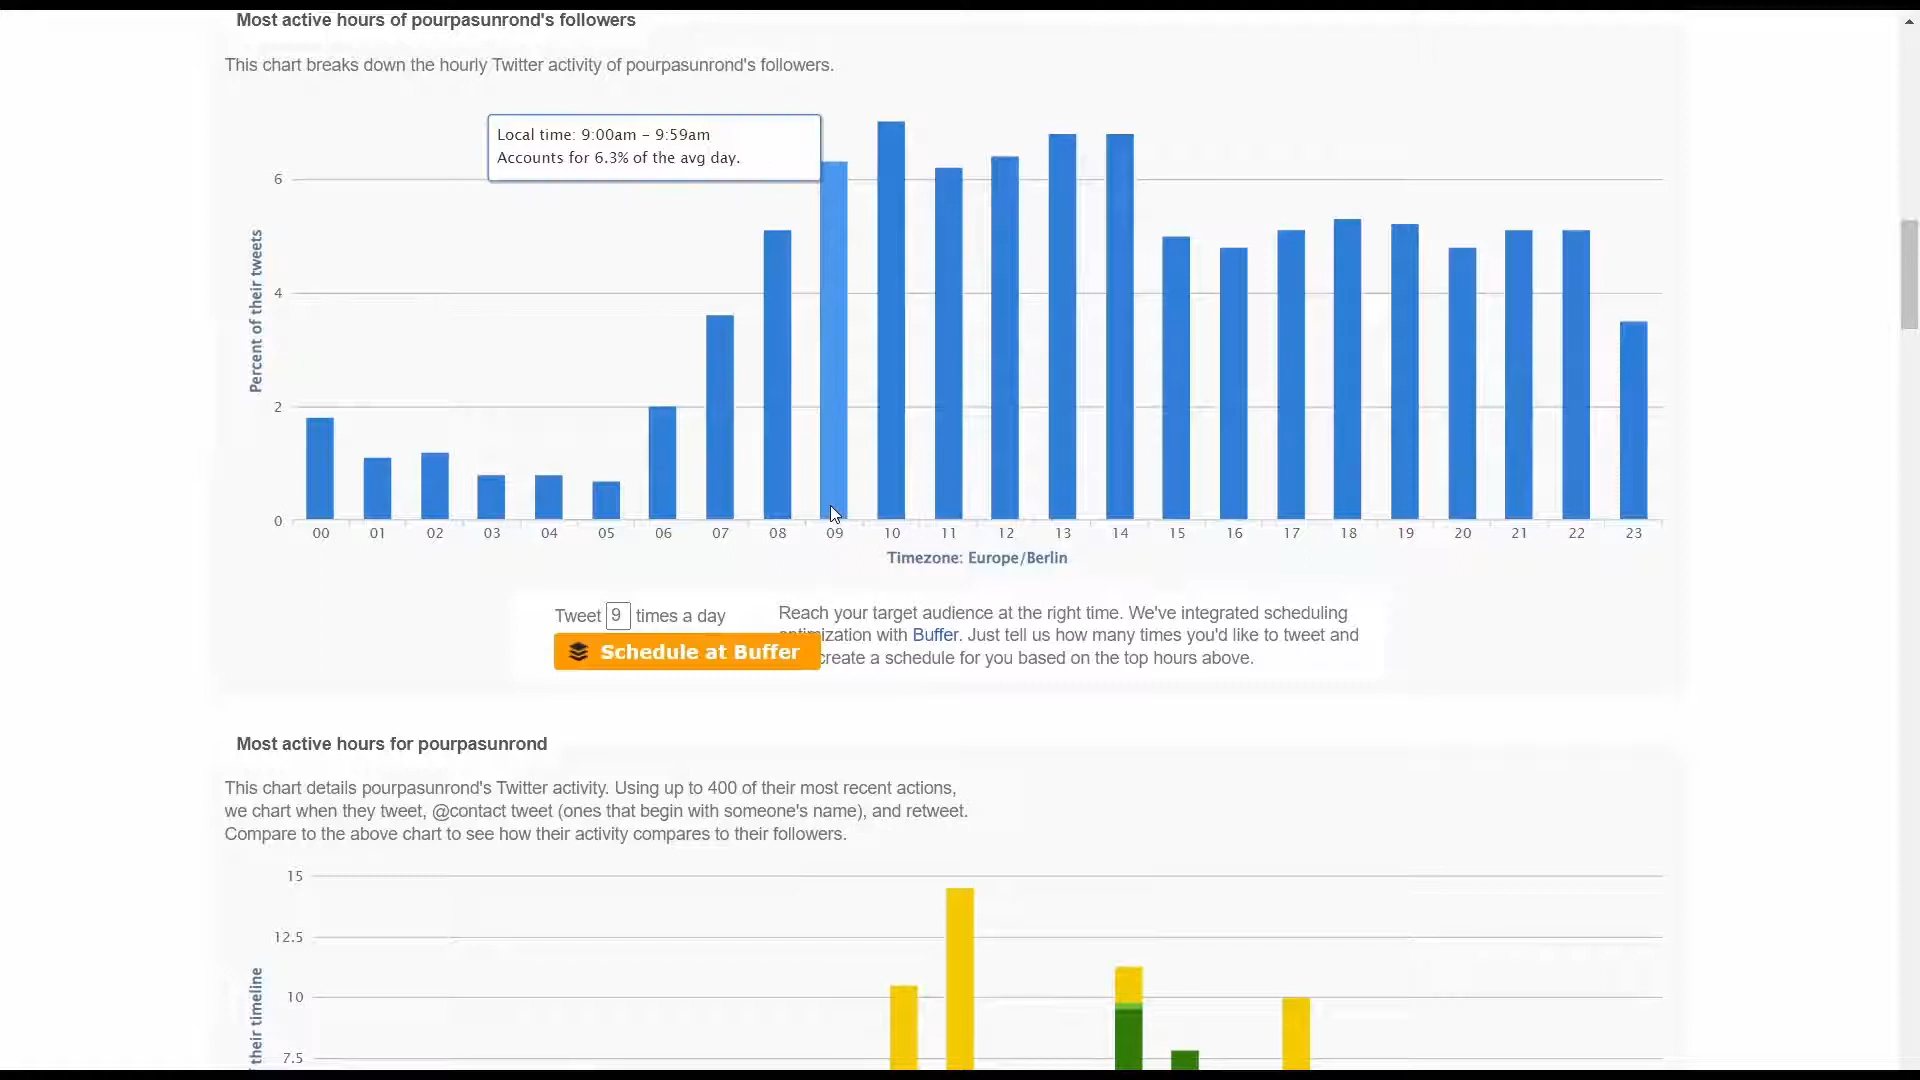 Most active hours of pourpasunrond's followers
This chart breaks down the hourly Twitter activity of pourpasunrond's followers.
Local time: 9:00am - 9:59am
Accounts for 6.3% of the avg day.
6
4
2
0
Percent of their tweets
00 01 02 03 04 05 06 07 08 09 10 11 12 13 14 15 16 17 18 19 20 21 22 23
Timezone: Europe/Berlin
Tweet 9 times a day
Schedule at Buffer
Reach your target audience at the right time. We've integrated scheduling
optimization with Buffer. Just tell us how many times you'd like to tweet and
create a schedule for you based on the top hours above.
Most active hours for pourpasunrond
This chart details pourpasunrond's Twitter activity. Using up to 400 of their most recent actions,
we chart when they tweet, @contact tweet (ones that begin with someone's name), and retweet.
Compare to the above chart to see how their activity compares to their followers.
15
12.5
10
7.5
their timeline